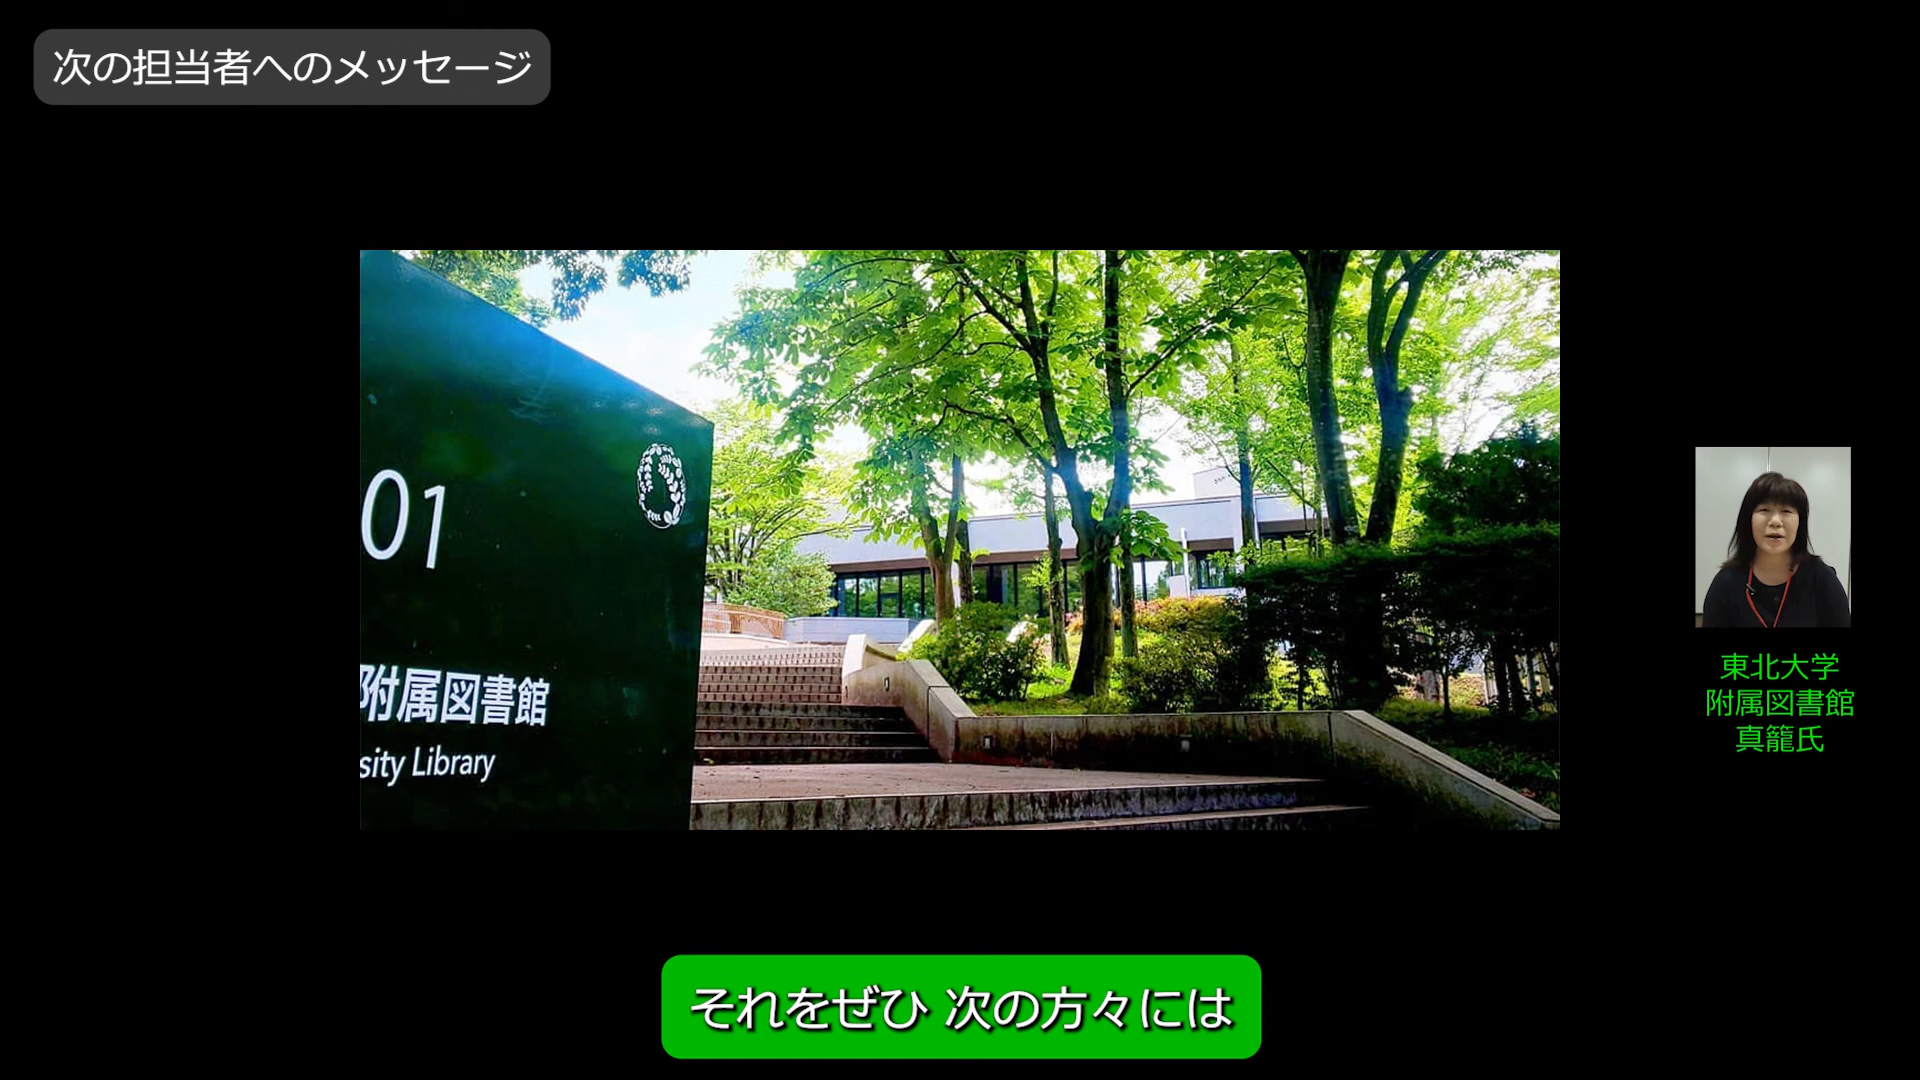 次の担当者へのメッセージ
01
附属図書館
sity Library
東北大学
附属図書館
真籠氏
それをぜひ 次の方々には